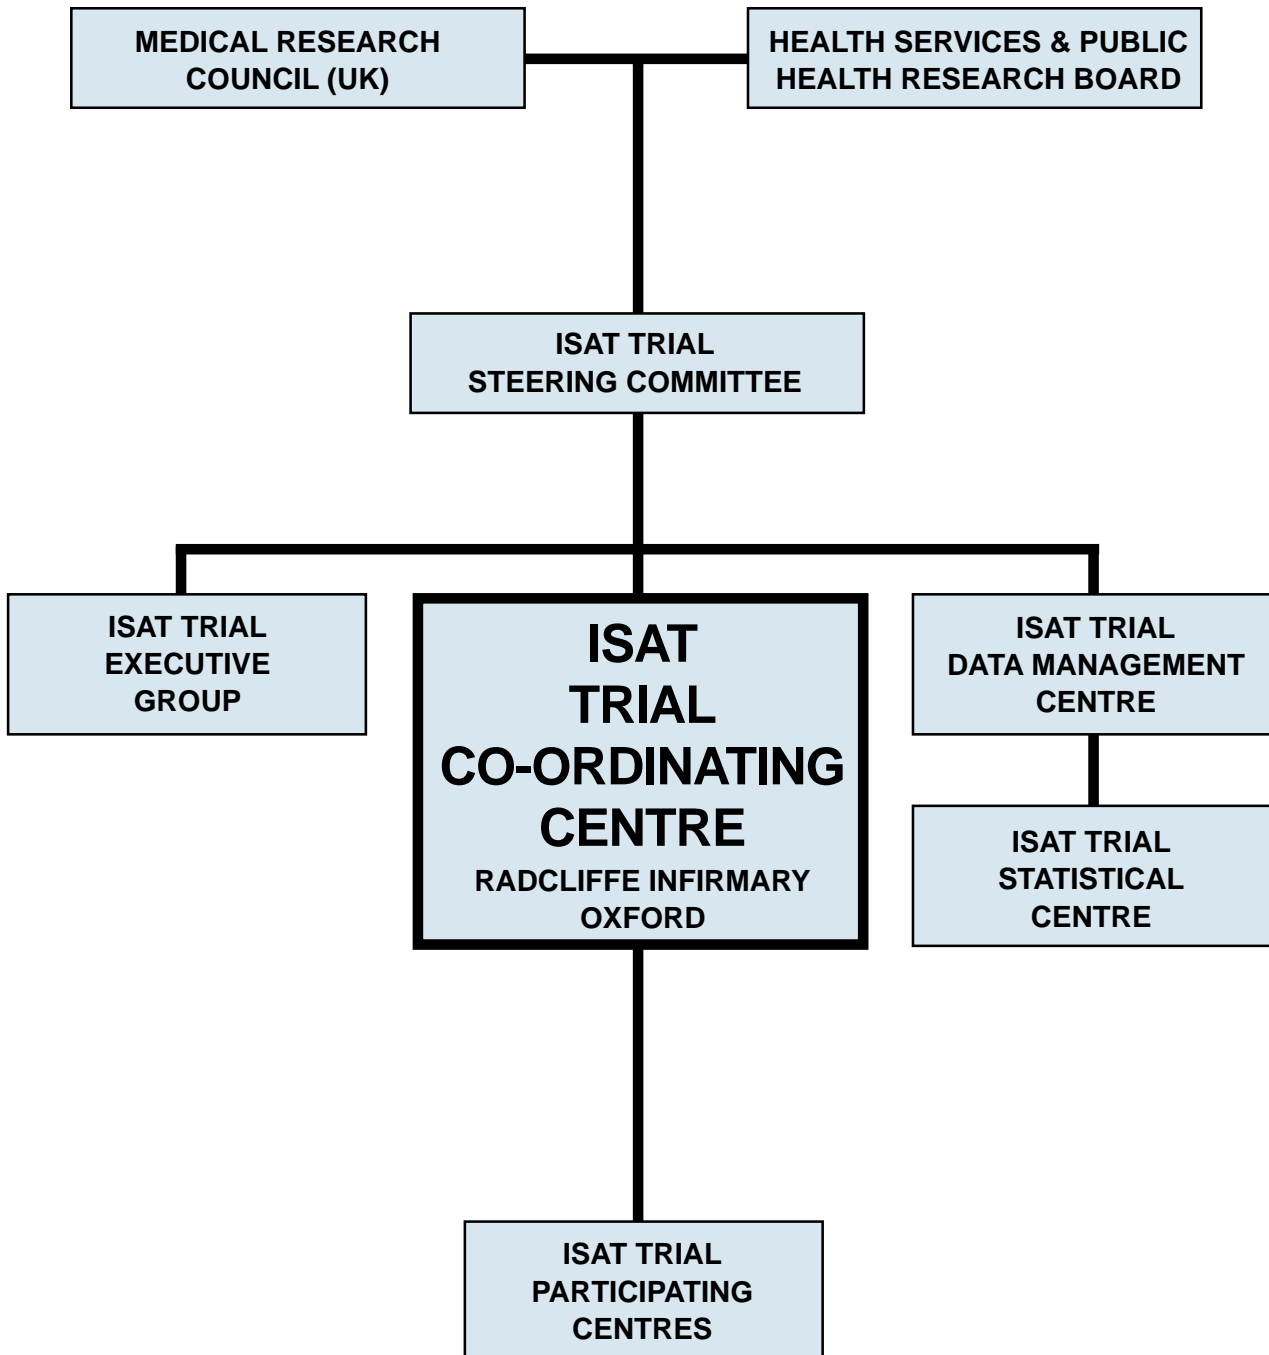 MEDICAL RESEARCH
COUNCIL (UK)
HEALTH SERVICES & PUBLIC
HEALTH RESEARCH BOARD
ISAT TRIAL
STEERING COMMITTEE
ISAT TRIAL
EXECUTIVE
GROUP
ISAT
TRIAL
CO-ORDINATING
CENTRE
RADCLIFFE INFIRMARY
OXFORD
ISAT TRIAL
DATA MANAGEMENT
CENTRE
ISAT TRIAL
STATISTICAL
CENTRE
ISAT TRIAL
PARTICIPATING
CENTRES